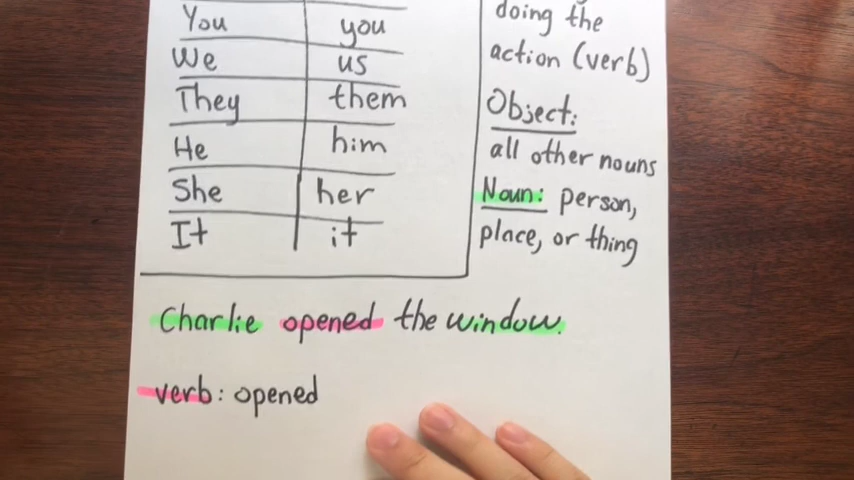 You you
We us
They them
He him
She her
It it
doing the
action (verb)
Object:
all other nouns
Noun: person,
place, or thing
Charlie opened the window.
verb: opened